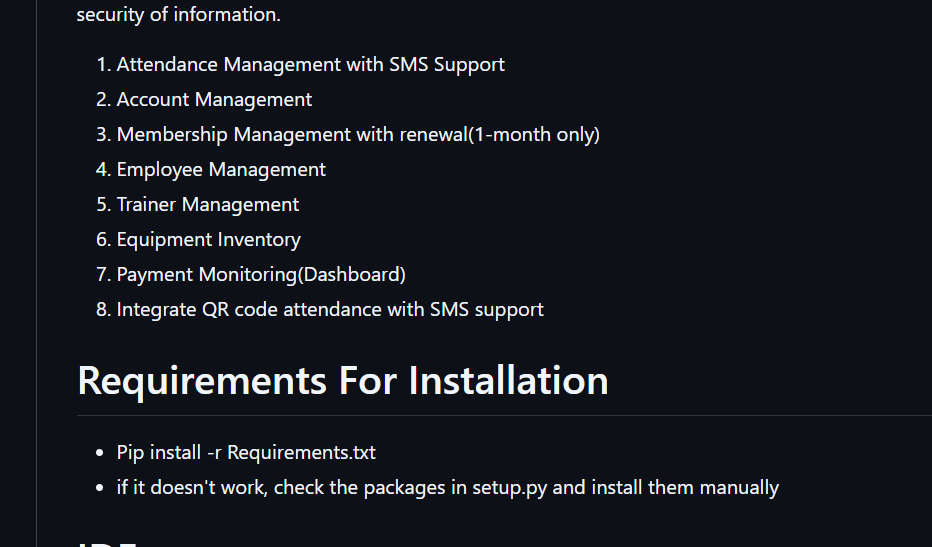 security of information.
1. Attendance Management with SMS Support
2. Account Management
3. Membership Management with renewal(1-month only)
4. Employee Management
5. Trainer Management
6. Equipment Inventory
7. Payment Monitoring(Dashboard)
8. Integrate QR code attendance with SMS support
Requirements For Installation
• Pip install -r Requirements.txt
• if it doesn't work, check the packages in setup.py and install them manually